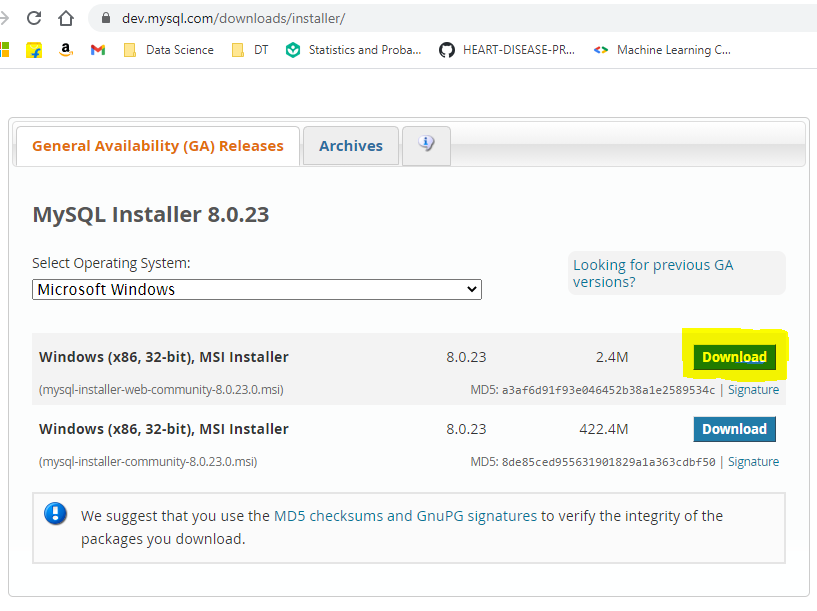 dev.mysql.com/downloads/installer/
Data Science DT Statistics and Proba... HEART-DISEASE-PR... Machine Learning C...
General Availability (GA) Releases Archives
MySQL Installer 8.0.23
Select Operating System:
Microsoft Windows
Looking for previous GA
versions?
Windows (x86, 32-bit), MSI Installer 8.0.23 2.4M Download
(mysql-installer-web-community-8.0.23.0.msi) MD5: a3af6d91f93e046452b38a1e2589534c | Signature
Windows (x86, 32-bit), MSI Installer 8.0.23 422.4M Download
(mysql-installer-community-8.0.23.0.msi) MD5: 8de85ced955631901829a1a363cdbf50 | Signature
We suggest that you use the MD5 checksums and GnuPG signatures to verify the integrity of the
packages you download.